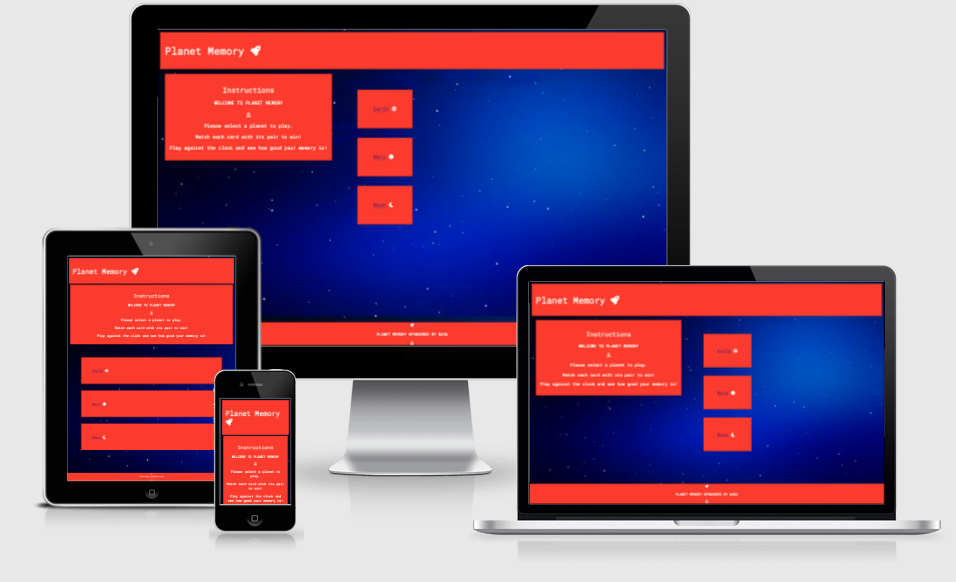 Planet Memory
Instructions
WELCOME TO PLANET MEMORY
Please select a planet to play.
Match each card with its pair to win!
Play against the clock and see how good your memory is!
Earth
Mars
Moon
PLANET MEMORY SPONSORED BY NASA
Planet Memory
Instructions
WELCOME TO PLANET MEMORY
Please select a planet to play.
Match each card with its pair to win!
Play against the clock and see how good your memory is!
Earth
Mars
Moon
Planet Memory
Instructions
WELCOME TO PLANET MEMORY
Please select a planet to
play.
Match each card with its pair
to win!
Play against the clock and
see how good your memory is!
Planet Memory
Instructions
WELCOME TO PLANET MEMORY
Please select a planet to play.
Match each card with its pair to win!
Play against the clock and see how good your memory is!
Earth
Mars
Moon
PLANET MEMORY SPONSORED BY NASA